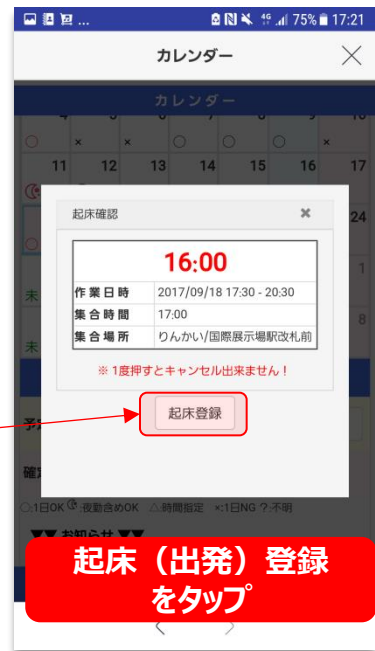 ... 4G 75% 17:21
カレンダー
カレンダー
○ × × ○ ○ ○ ×
11 12 13 14 15 16 17
起床確認 ✖
24
16:00
作業日時 2017/09/18 17:30 - 20:30
集合時間 17:00
集合場所 りんかい/国際展示場駅改札前
1
未
8
未
※ 1度押すとキャンセル出来ません！
起床登録
予
確
○:1日OK :夜勤含めOK △:時間指定 ×:1日NG ?:不明
▼▼ お知らせ ▼▼
起床（出発）登録
をタップ